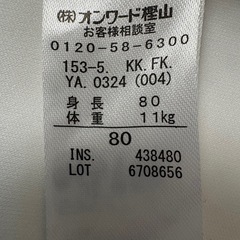 (株)オンワード樫山
お客様相談室
0120-58-6300
153-5. KK.FK.
YA.0324(004)
身長 80
体重 11kg
80
INS. 438480
LOT 6708656